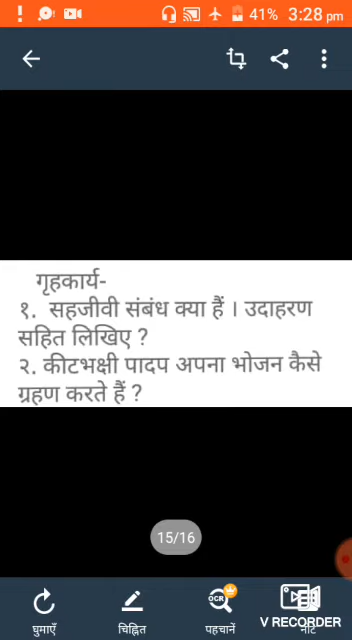 41% 3:28 pm
गृहकार्य-
१. सहजीवी संबंध क्या हैं । उदाहरण
सहित लिखिए ?
२. कीटभक्षी पादप अपना भोजन कैसे
ग्रहण करते हैं ?
15/16
OCR
घुमाएँ चिह्नित पहचानें नोट
V RECORDER